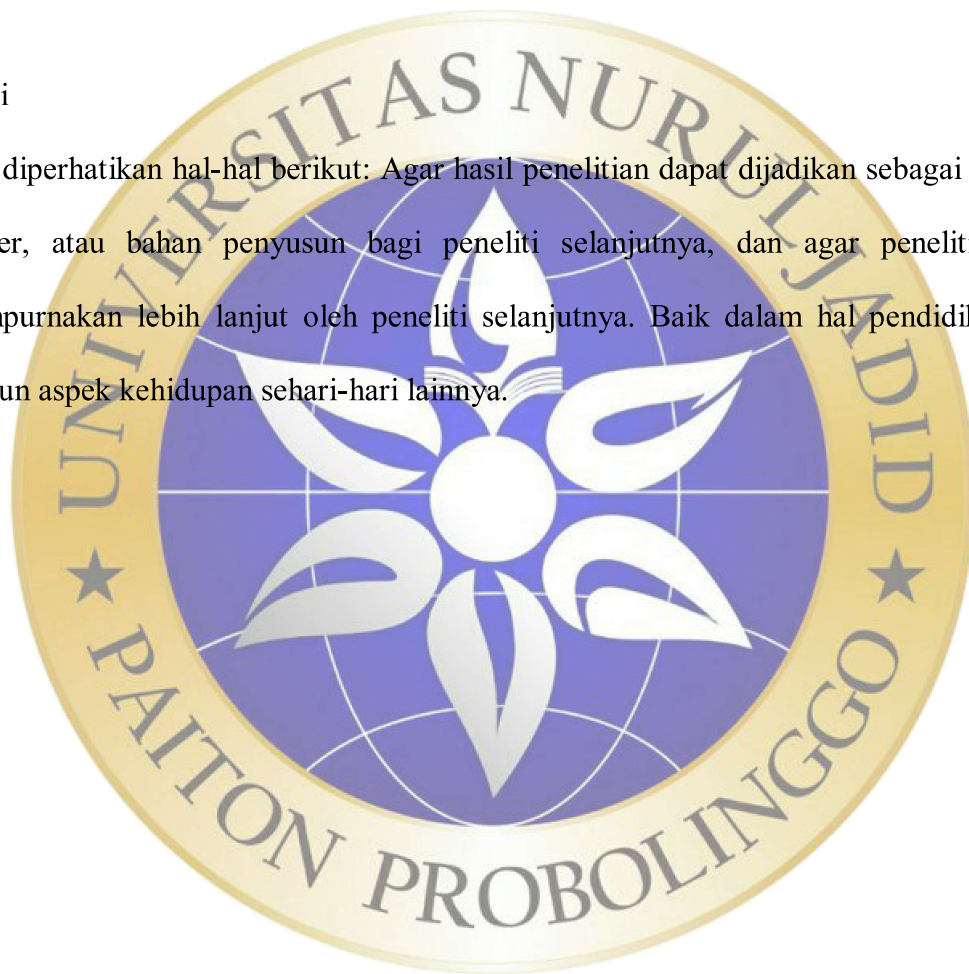 i
diperhatikan hal-hal berikut: Agar hasil penelitian dapat dijadikan sebagai
er, atau bahan penyusun bagi peneliti selanjutnya, dan agar peneliti
npurnakan lebih lanjut oleh peneliti selanjutnya. Baik dalam hal pendidik
un aspek kehidupan sehari-hari lainnya.
UNIVERSITAS NURUL JADID
PAITON PROBOLINGGO